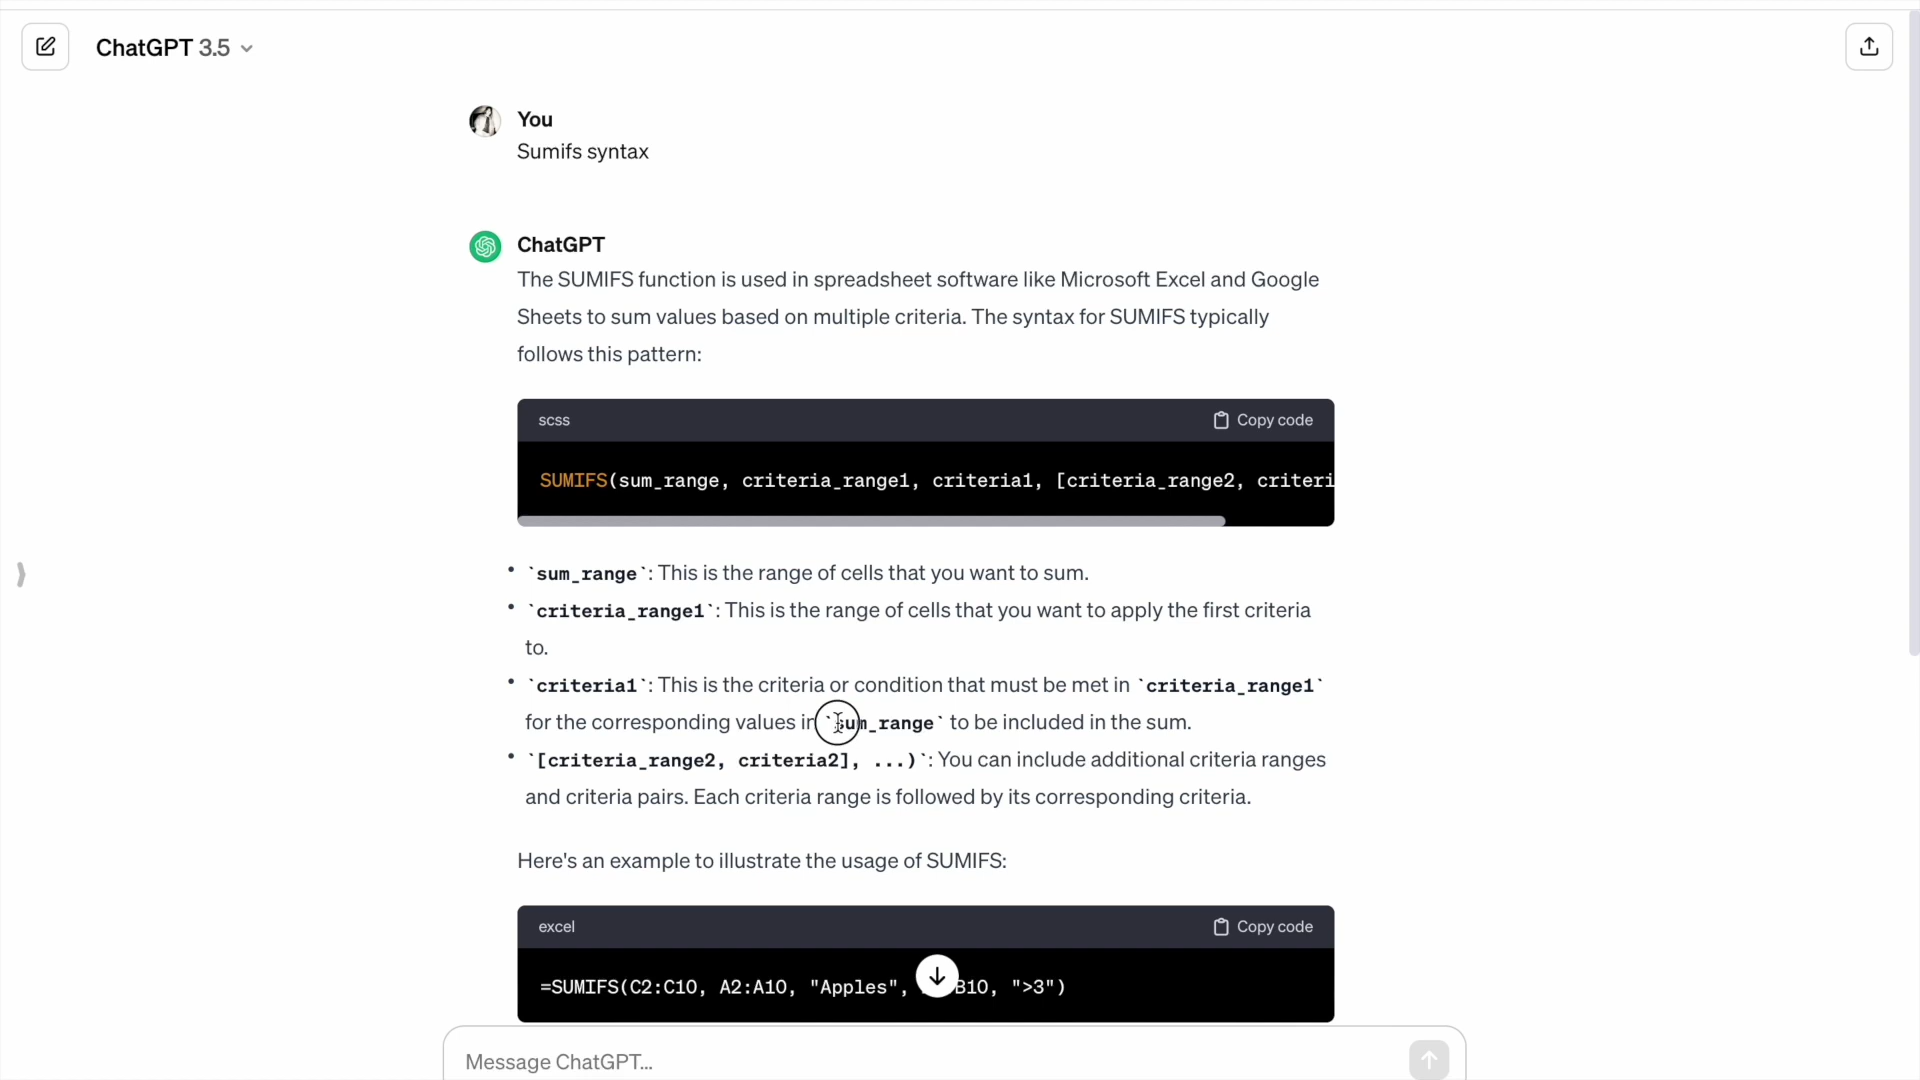 ChatGPT 3.5
You
Sumifs syntax
ChatGPT
The SUMIFS function is used in spreadsheet software like Microsoft Excel and Google
Sheets to sum values based on multiple criteria. The syntax for SUMIFS typically
follows this pattern:
scss
Copy code
SUMIFS(sum_range, criteria_range1, criteria1, [criteria_range2, criteri
• `sum_range`: This is the range of cells that you want to sum.
• `criteria_range1`: This is the range of cells that you want to apply the first criteria
to.
• `criteria1`: This is the criteria or condition that must be met in `criteria_range1`
for the corresponding values in `sum_range` to be included in the sum.
• `[criteria_range2, criteria2], ...)`: You can include additional criteria ranges
and criteria pairs. Each criteria range is followed by its corresponding criteria.
Here's an example to illustrate the usage of SUMIFS:
excel
Copy code
=SUMIFS(C2:C10, A2:A10, "Apples", B10, ">3")
Message ChatGPT...